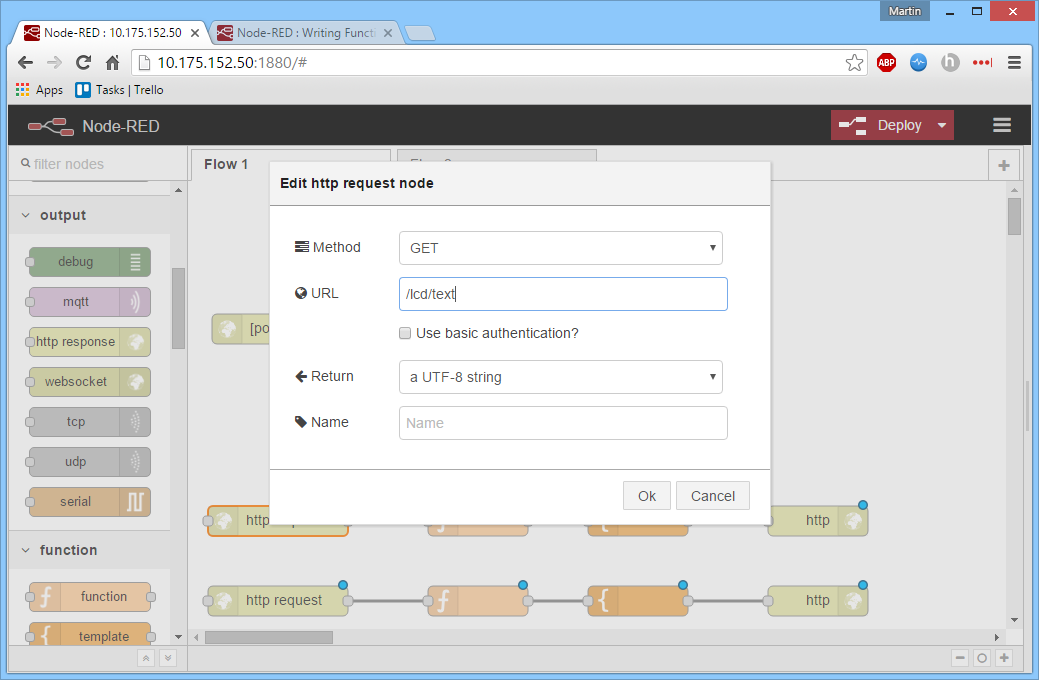 Martin
Node-RED : 10.175.152.50
Node-RED : Writing Functi
10.175.152.50:1880/#
ABP
h
Apps
Tasks | Trello
Node-RED
Deploy
filter nodes
Flow 1
output
debug
mqtt
http response
websocket
tcp
udp
serial
function
function
template
[po
Edit http request node
Method
GET
URL
/lcd/text
Use basic authentication?
Return
a UTF-8 string
Name
Name
Ok
Cancel
http
http
http request
http